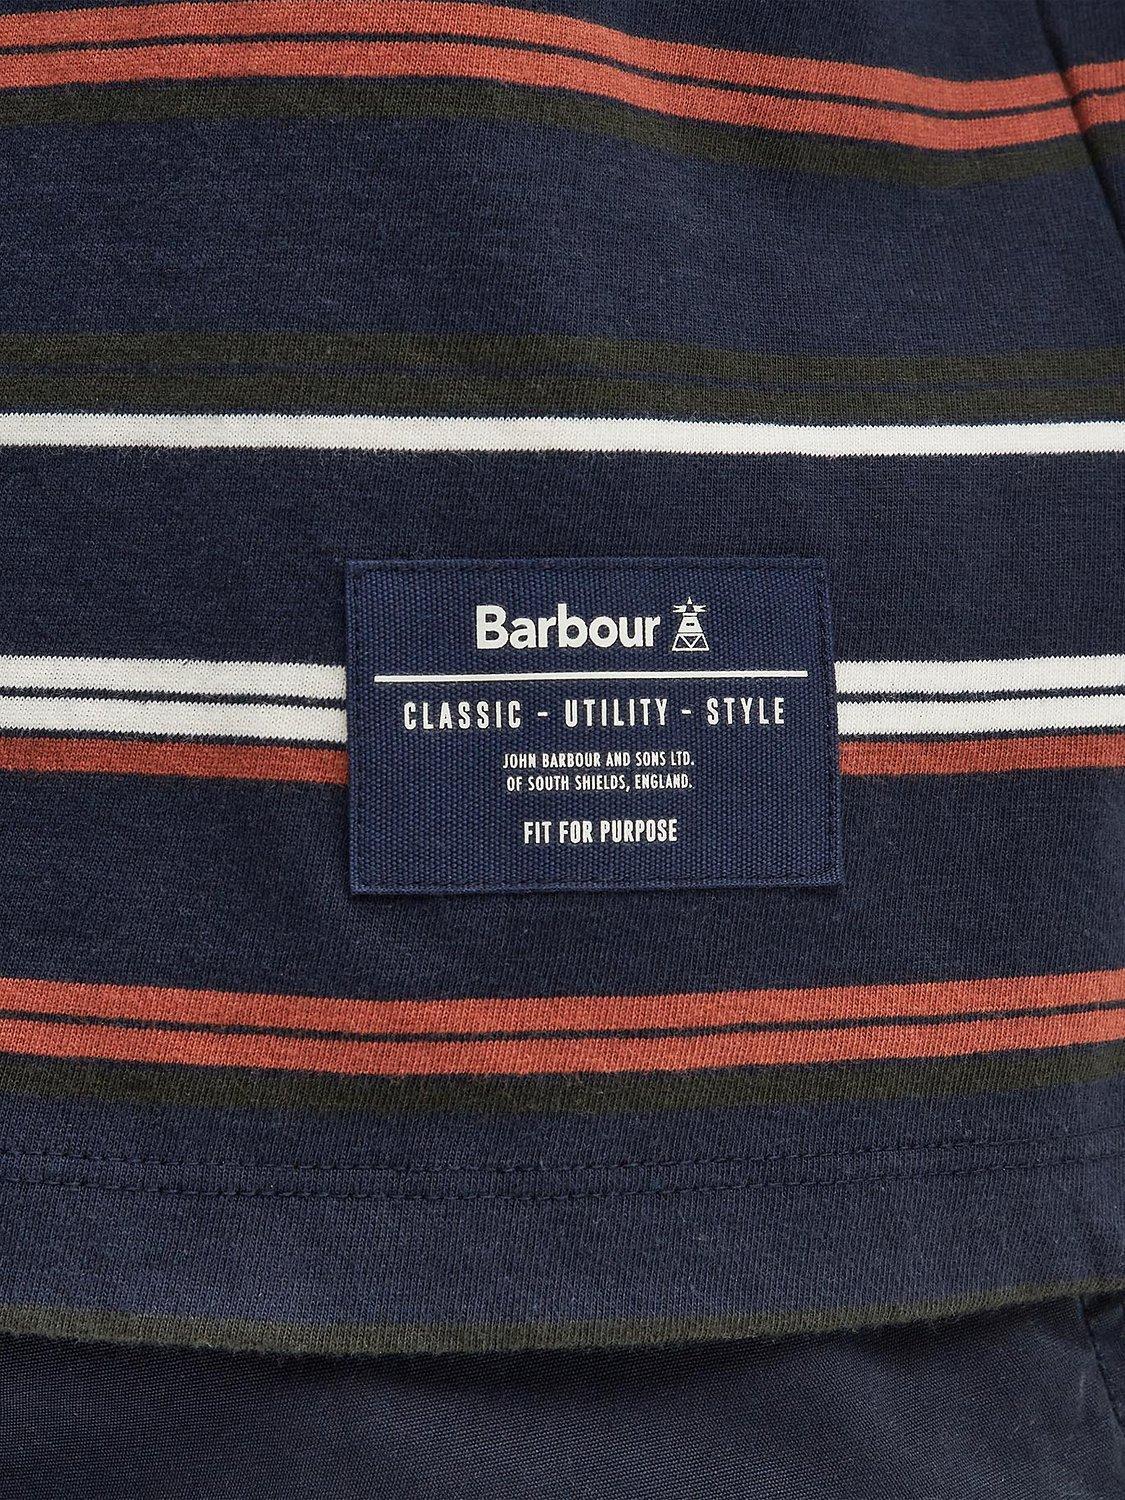 Barbour
CLASSIC - UTILITY - STYLE
JOHN BARBOUR AND SONS LTD.
OF SOUTH SHIELDS, ENGLAND.
FIT FOR PURPOSE